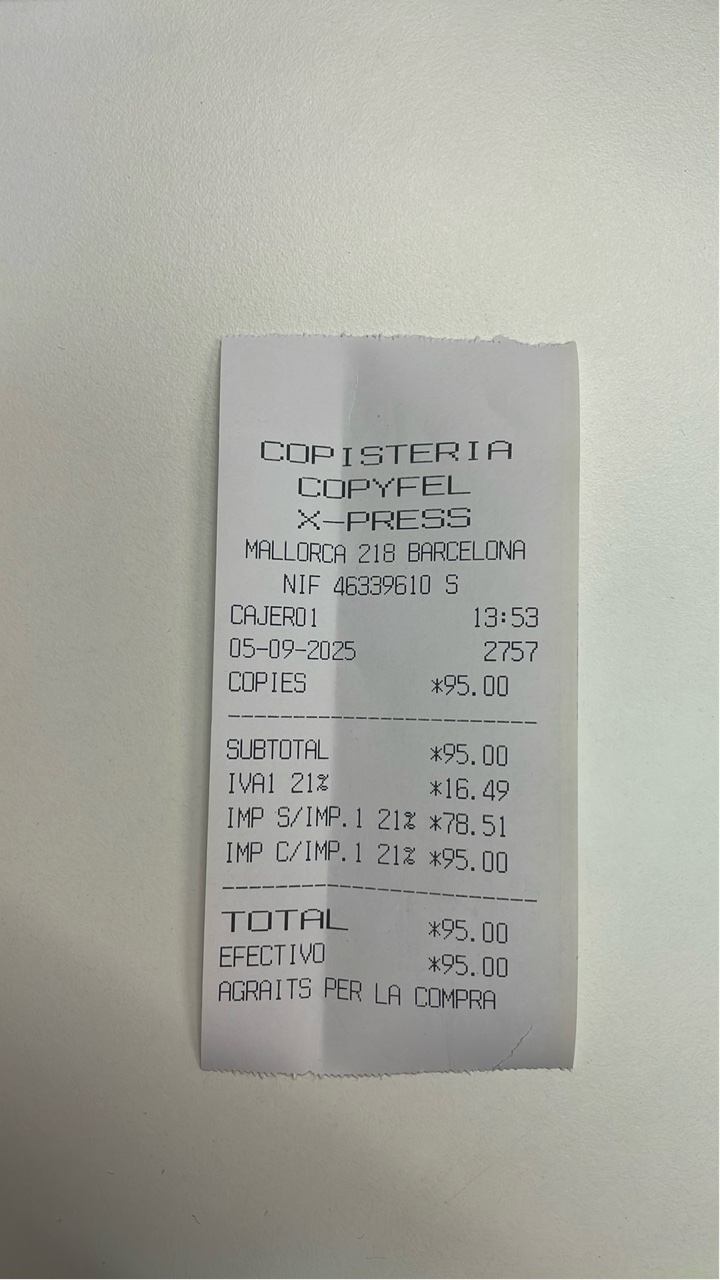 COPISTERIA
COPYFEL
X-PRESS
MALLORCA 218 BARCELONA
NIF 46339610 S
CAJERO1 13:53
05-09-2025 2757
COPIES *95.00
--------------------------
SUBTOTAL *95.00
IVA1 21% *16.49
IMP S/IMP.1 21% *78.51
IMP C/IMP.1 21% *95.00
--------------------------
TOTAL *95.00
EFECTIVO *95.00
AGRAITS PER LA COMPRA